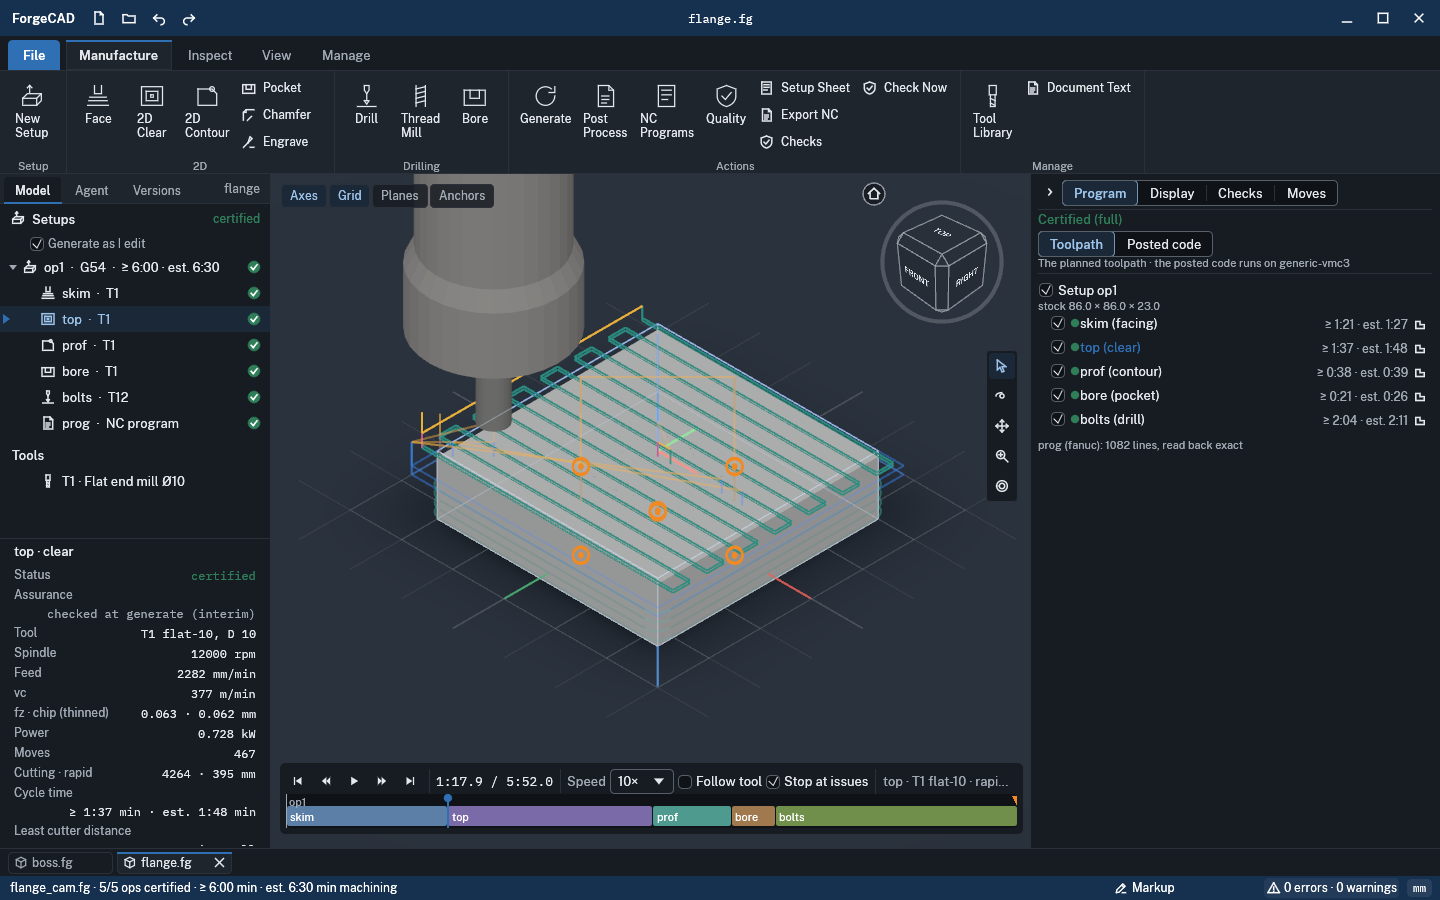 ForgeCAD
flange.fg
File
Manufacture
Inspect
View
Manage
New Setup
Face
2D Clear
2D Contour
Pocket
Chamfer
Engrave
Drill
Thread Mill
Bore
Generate
Post Process
NC Programs
Quality
Setup Sheet
Export NC
Checks
Check Now
Tool Library
Document Text
Setup
2D
Drilling
Actions
Manage
Model
Agent
Versions
flange
Setups
certified
Generate as I edit
op1 · G54 · ≥ 6:00 · est. 6:30
skim · T1
top · T1
prof · T1
bore · T1
bolts · T12
prog · NC program
Tools
T1 · Flat end mill Ø10
top · clear
Status certified
Assurance
checked at generate (interim)
Tool T1 flat-10, D 10
Spindle 12000 rpm
Feed 2282 mm/min
vc 377 m/min
fz · chip (thinned) 0.063 · 0.062 mm
Power 0.728 kW
Moves 467
Cutting · rapid 4264 · 395 mm
Cycle time
≥ 1:37 min · est. 1:48 min
Least cutter distance
Axes
Grid
Planes
Anchors
TOP
FRONT
RIGHT
1:17.9 / 5:52.0
Speed
10×
Follow tool
Stop at issues
top · T1 flat-10 · rapi...
op1
skim
top
prof
bore
bolts
Program
Display
Checks
Moves
Certified (full)
Toolpath
Posted code
The planned toolpath · the posted code runs on generic-vmc3
Setup op1
stock 86.0 × 86.0 × 23.0
skim (facing) ≥ 1:21 · est. 1:27
top (clear) ≥ 1:37 · est. 1:48
prof (contour) ≥ 0:38 · est. 0:39
bore (pocket) ≥ 0:21 · est. 0:26
bolts (drill) ≥ 2:04 · est. 2:11
prog (fanuc): 1082 lines, read back exact
boss.fg
flange.fg
flange_cam.fg · 5/5 ops certified · ≥ 6:00 min · est. 6:30 min machining
Markup
0 errors · 0 warnings
mm